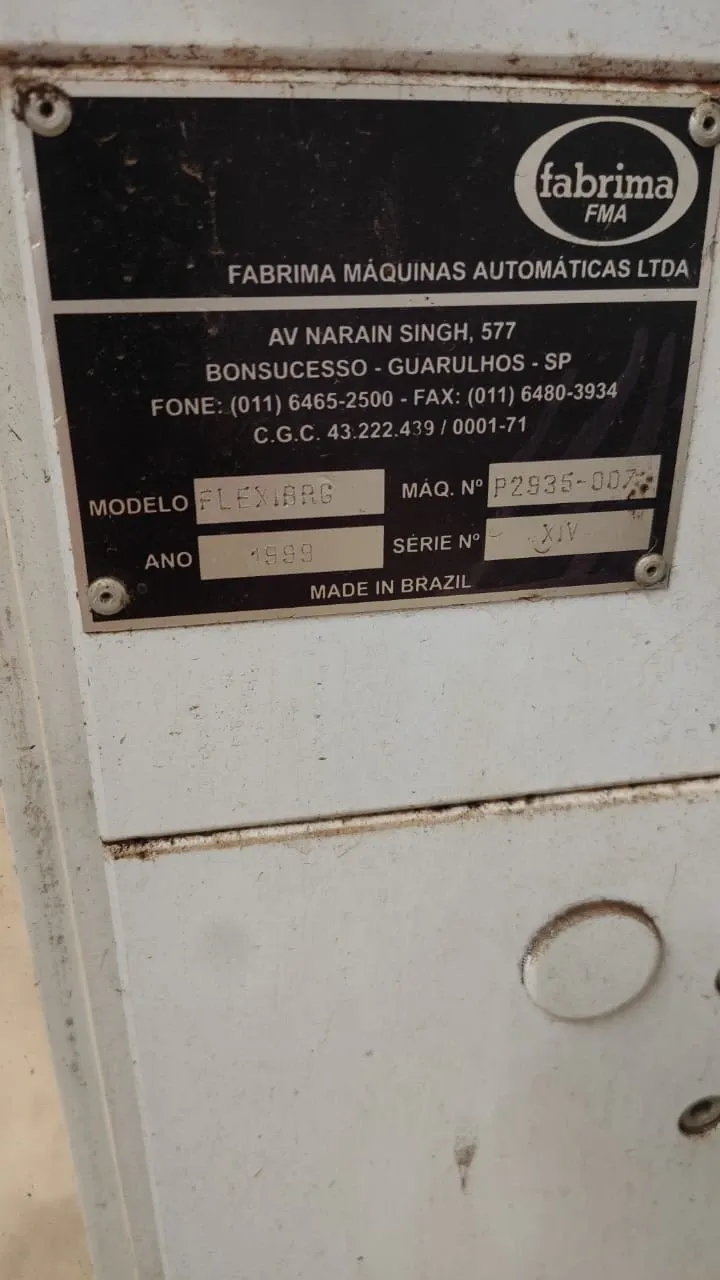 fabrima
FMA
FABRIMA MÁQUINAS AUTOMÁTICAS LTDA
AV NARAIN SINGH, 577
BONSUCESSO - GUARULHOS - SP
FONE: (011) 6465-2500 - FAX: (011) 6480-3934
C.G.C. 43.222.439 / 0001-71
MODELO MÁQ. Nº P2935-007
ANO 1999 SÉRIE Nº - XIV -
MADE IN BRAZIL